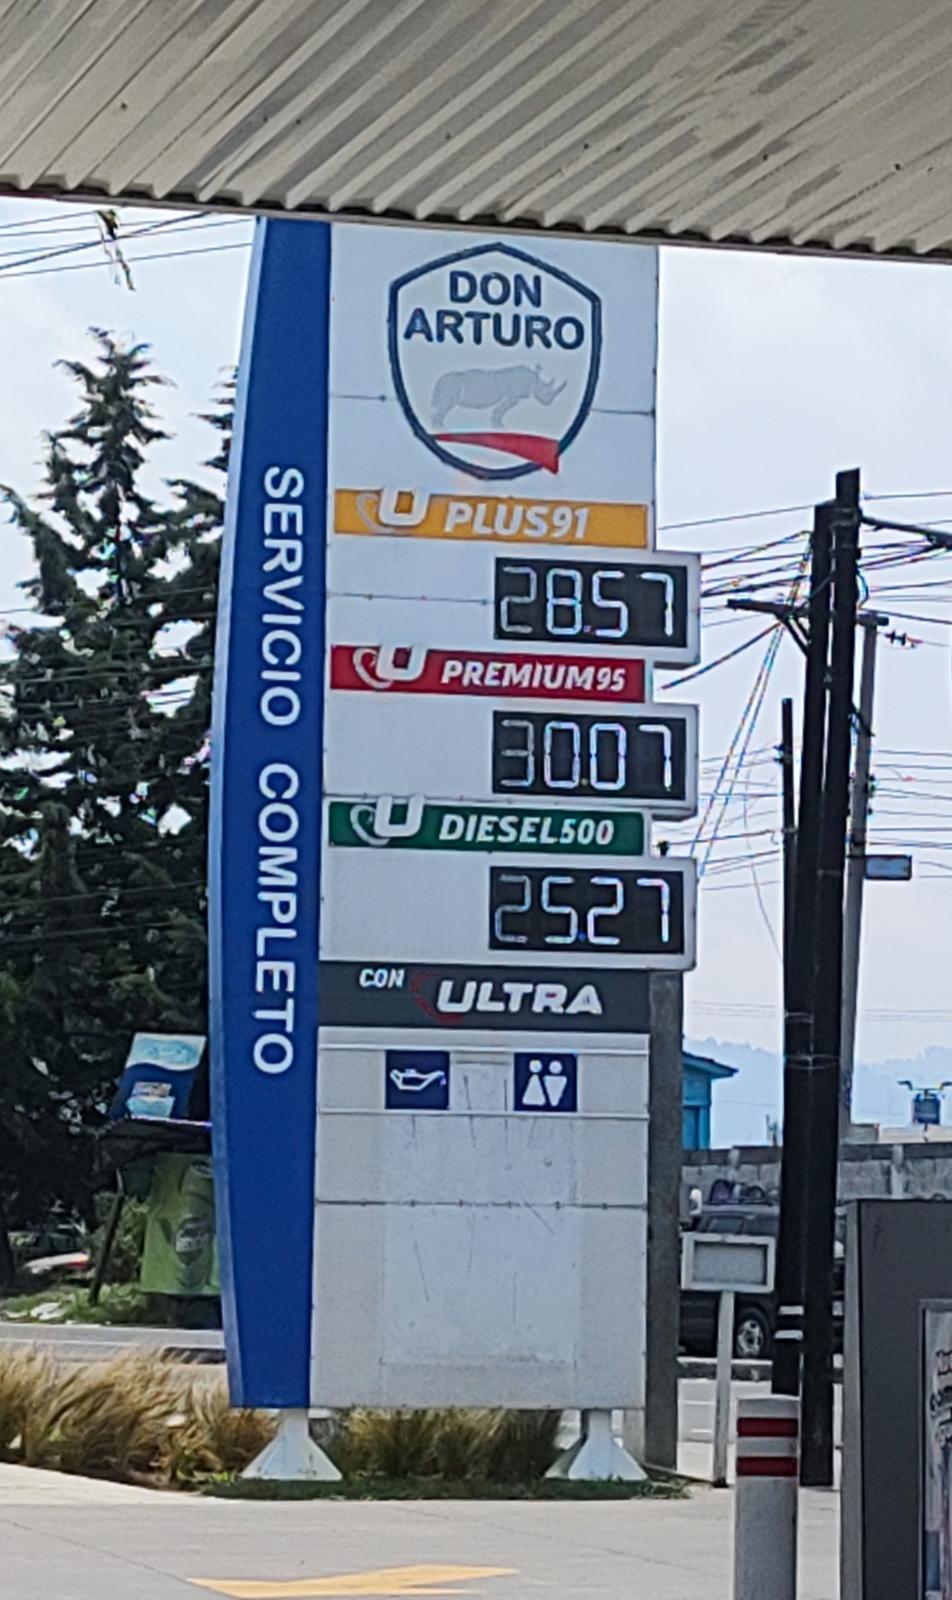 DON
ARTURO
SERVICIO COMPLETO
U PLUS91
28.57
U PREMIUM95
30.07
U DIESEL500
25.27
CON ULTRA